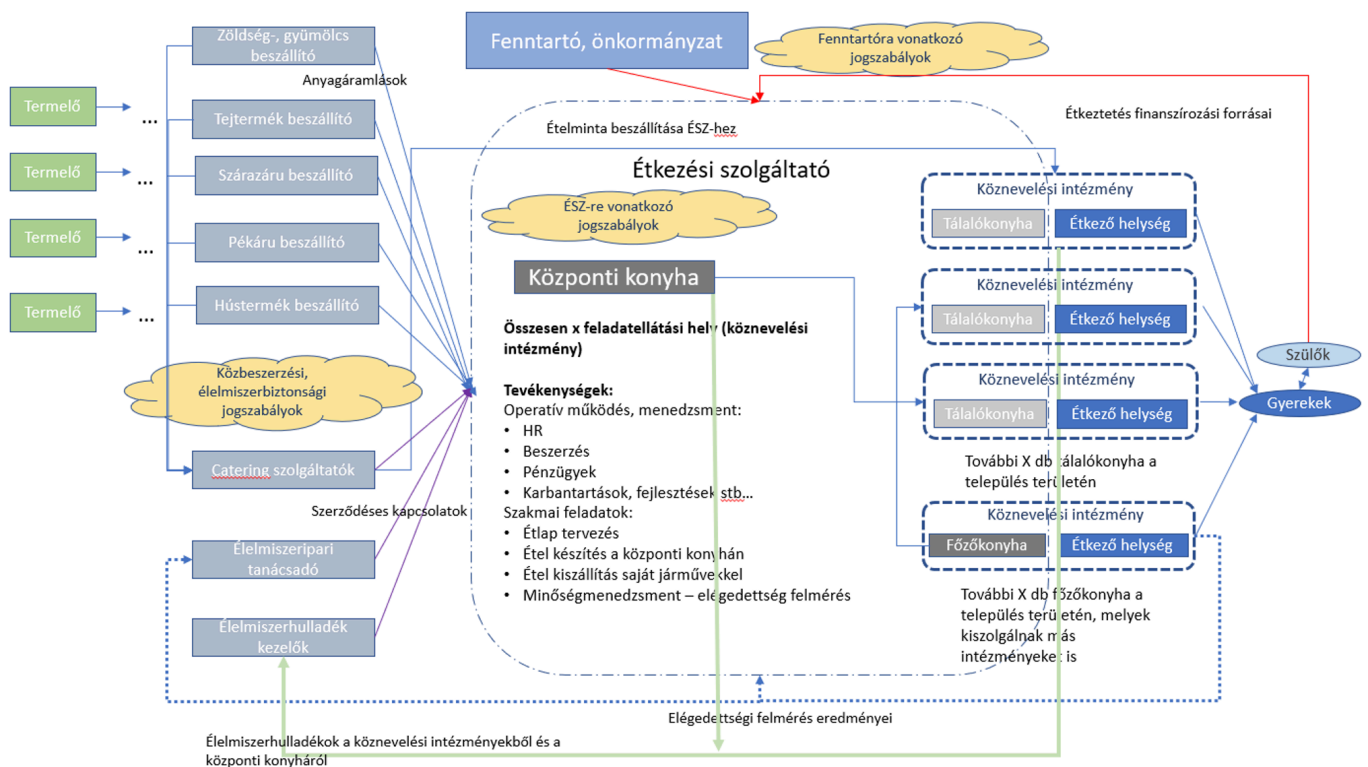 Zöldség-, gyümölcs
beszállító
Fenntartó, önkormányzat
Fenntartóra vonatkozó
jogszabályok
Anyagáramlások
Termelő
...
Tejtermék beszállító
Ételminta beszállítása ÉSZ-hez
Étkeztetés finanszírozási forrásai
Termelő
...
Szárazáru beszállító
Étkezési szolgáltató
ÉSZ-re vonatkozó
jogszabályok
Köznevelési intézmény
Tálalókonyha
Étkező helység
Termelő
...
Pékáru beszállító
Központi konyha
Köznevelési intézmény
Tálalókonyha
Étkező helység
Termelő
...
Hústermék beszállító
Összesen x feladatellátási hely (köznevelési
intézmény)
Szülők
Gyerekek
Közbeszerzési,
élelmiszerbiztonsági
jogszabályok
Tevékenységek:
Operatív működés, menedzsment:
• HR
• Beszerzés
• Pénzügyek
• Karbantartások, fejlesztések stb...
Szakmai feladatok:
• Étlap tervezés
• Étel készítés a központi konyhán
• Étel kiszállítás saját járművekkel
• Minőségmenedzsment – elégedettség felmérés
Köznevelési intézmény
Tálalókonyha
Étkező helység
További X db tálalókonyha a
település területén
Catering szolgáltatók
Szerződéses kapcsolatok
Köznevelési intézmény
Főzőkonyha
Étkező helység
További X db főzőkonyha a
település területén, melyek
kiszolgálnak más
intézményeket is
Élelmiszeripari
tanácsadó
Élelmiszerhulladék
kezelők
Elégedettségi felmérés eredményei
Élelmiszerhulladékok a köznevelési intézményekből és a
központi konyháról